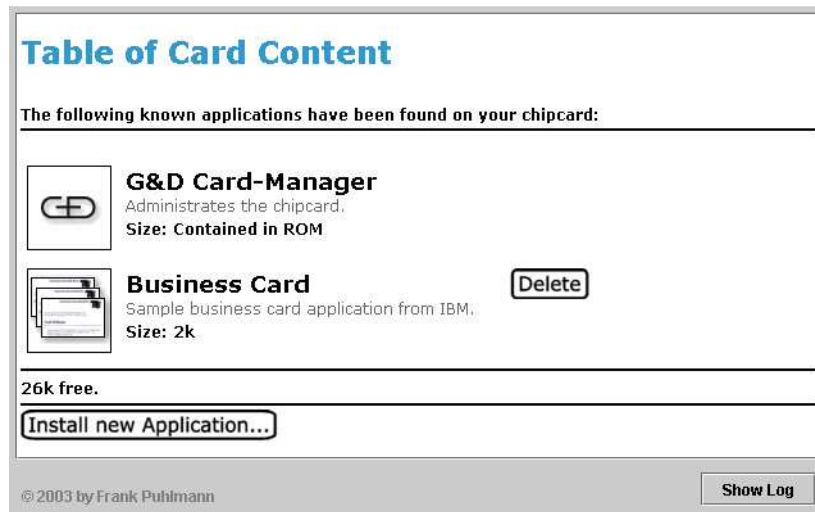 Table of Card Content
The following known applications have been found on your chipcard:
G&D Card-Manager
Administrates the chipcard.
Size: Contained in ROM
Business Card
Delete
Sample business card application from IBM.
Size: 2k
26k free.
Install new Application...
© 2003 by Frank Puhlmann
Show Log